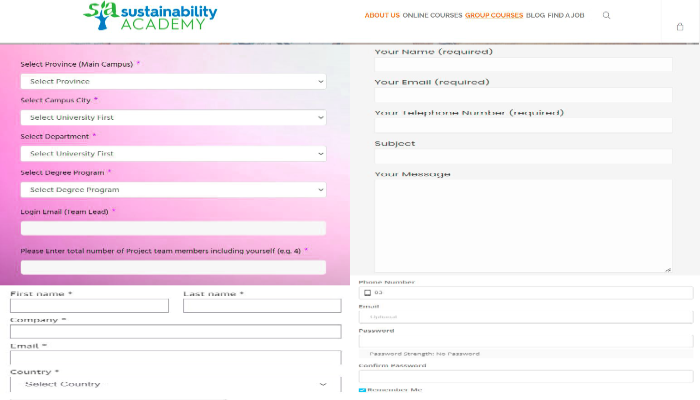 sa sustainability
ACADEMY
ABOUT US ONLINE COURSES GROUP COURSES BLOG FIND A JOB
Select Province (Main Campus) *
Select Province
Select Campus City *
Select University First
Select Department *
Select University First
Select Degree Program *
Select Degree Program
Login Email (Team Lead) *
Please Enter total number of Project team members including yourself (e.g. 4) *
Your Name (required)
Your Email (required)
Your Telephone Number (required)
Subject
Your Message
First name *
Last name *
Company *
Email *
Country *
Select Country
Phone Number
03
Email
Optional
Password
Password Strength: No Password
Confirm Password
Remember Me